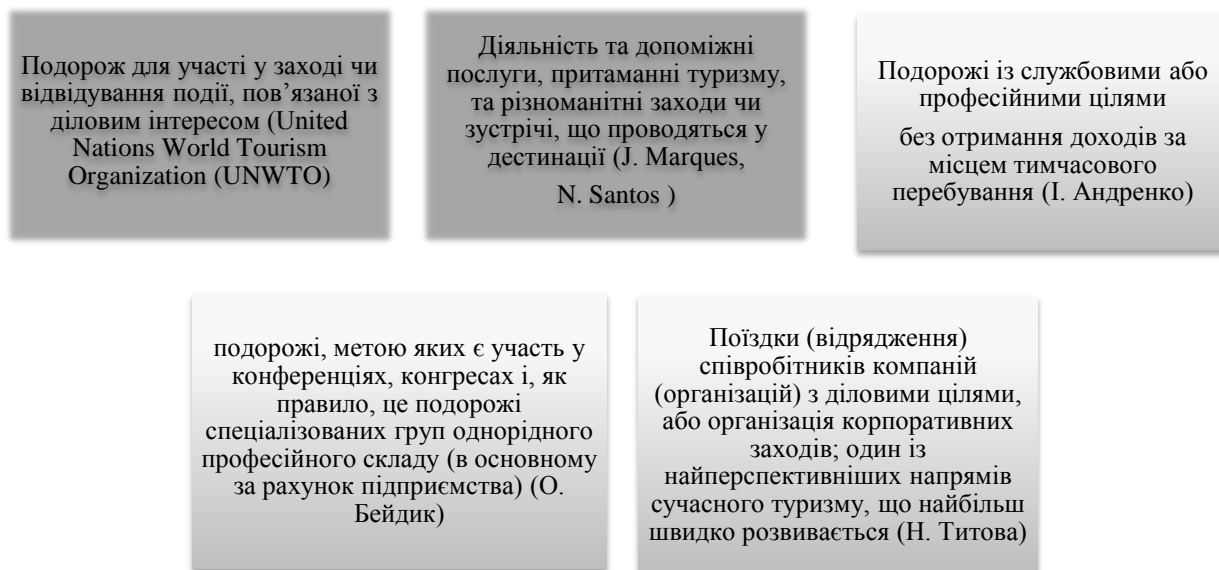 Подорож для участі у заході чи
відвідування події, пов’язаної з
діловим інтересом (United
Nations World Tourism
Organization (UNWTO)
Діяльність та допоміжні
послуги, притаманні туризму,
та різноманітні заходи чи
зустрічі, що проводяться у
дестинації (J. Marques,
N. Santos )
Подорожі із службовими або
професійними цілями
без отримання доходів за
місцем тимчасового
перебування (І. Андренко)
подорожі, метою яких є участь у
конференціях, конгресах і, як
правило, це подорожі
спеціалізованих груп однорідного
професійного складу (в основному
за рахунок підприємства) (О.
Бейдик)
Поїздки (відрядження)
співробітників компаній
(організацій) з діловими цілями,
або організація корпоративних
заходів; один із
найперспективніших напрямів
сучасного туризму, що найбільш
швидко розвивається (Н. Титова)